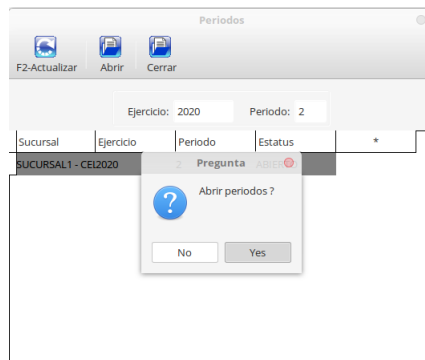 Periodos
F2-Actualizar Abrir Cerrar
Ejercicio: 2020 Periodo: 2
Sucursal Ejercicio Periodo Estatus *
SUCURSAL1 - CEI2020 2
Pregunta
Abrir periodos ?
No Yes